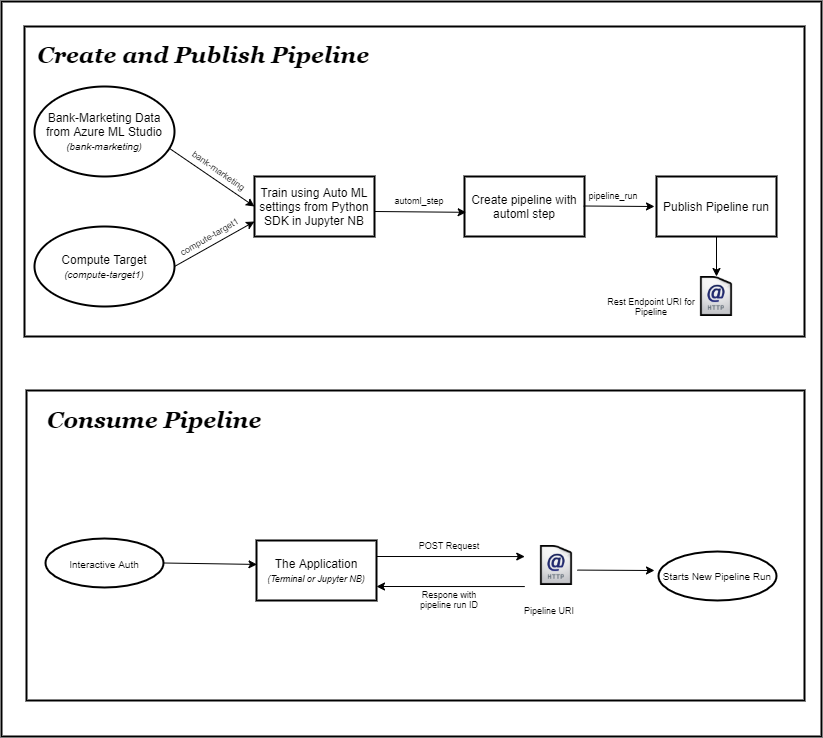 Create and Publish Pipeline
Bank-Marketing Data
from Azure ML Studio
(bank-marketing)
bank-marketing
Train using Auto ML
settings from Python
SDK in Jupyter NB
automl_step
Create pipeline with
automl step
pipeline_run
Publish Pipeline run
compute-target1
Compute Target
(compute-target1)
Rest Endpoint URI for
Pipeline
@
HTTP
Consume Pipeline
Interactive Auth
The Application
(Terminal or Jupyter NB)
POST Request
Respone with
pipeline run ID
@
HTTP
Pipeline URI
Starts New Pipeline Run